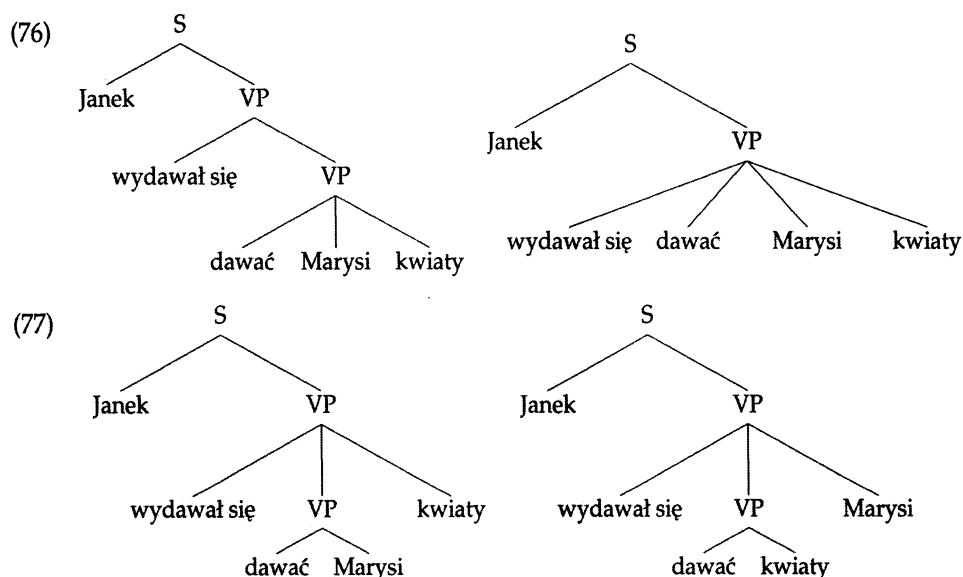 (76)
S
S
Janek VP
Janek VP
wydawał się VP
wydawał się dawać Marysi kwiaty
dawać Marysi kwiaty
(77)
S S
Janek VP Janek VP
wydawał się VP kwiaty wydawał się VP Marysi
dawać Marysi dawać kwiaty